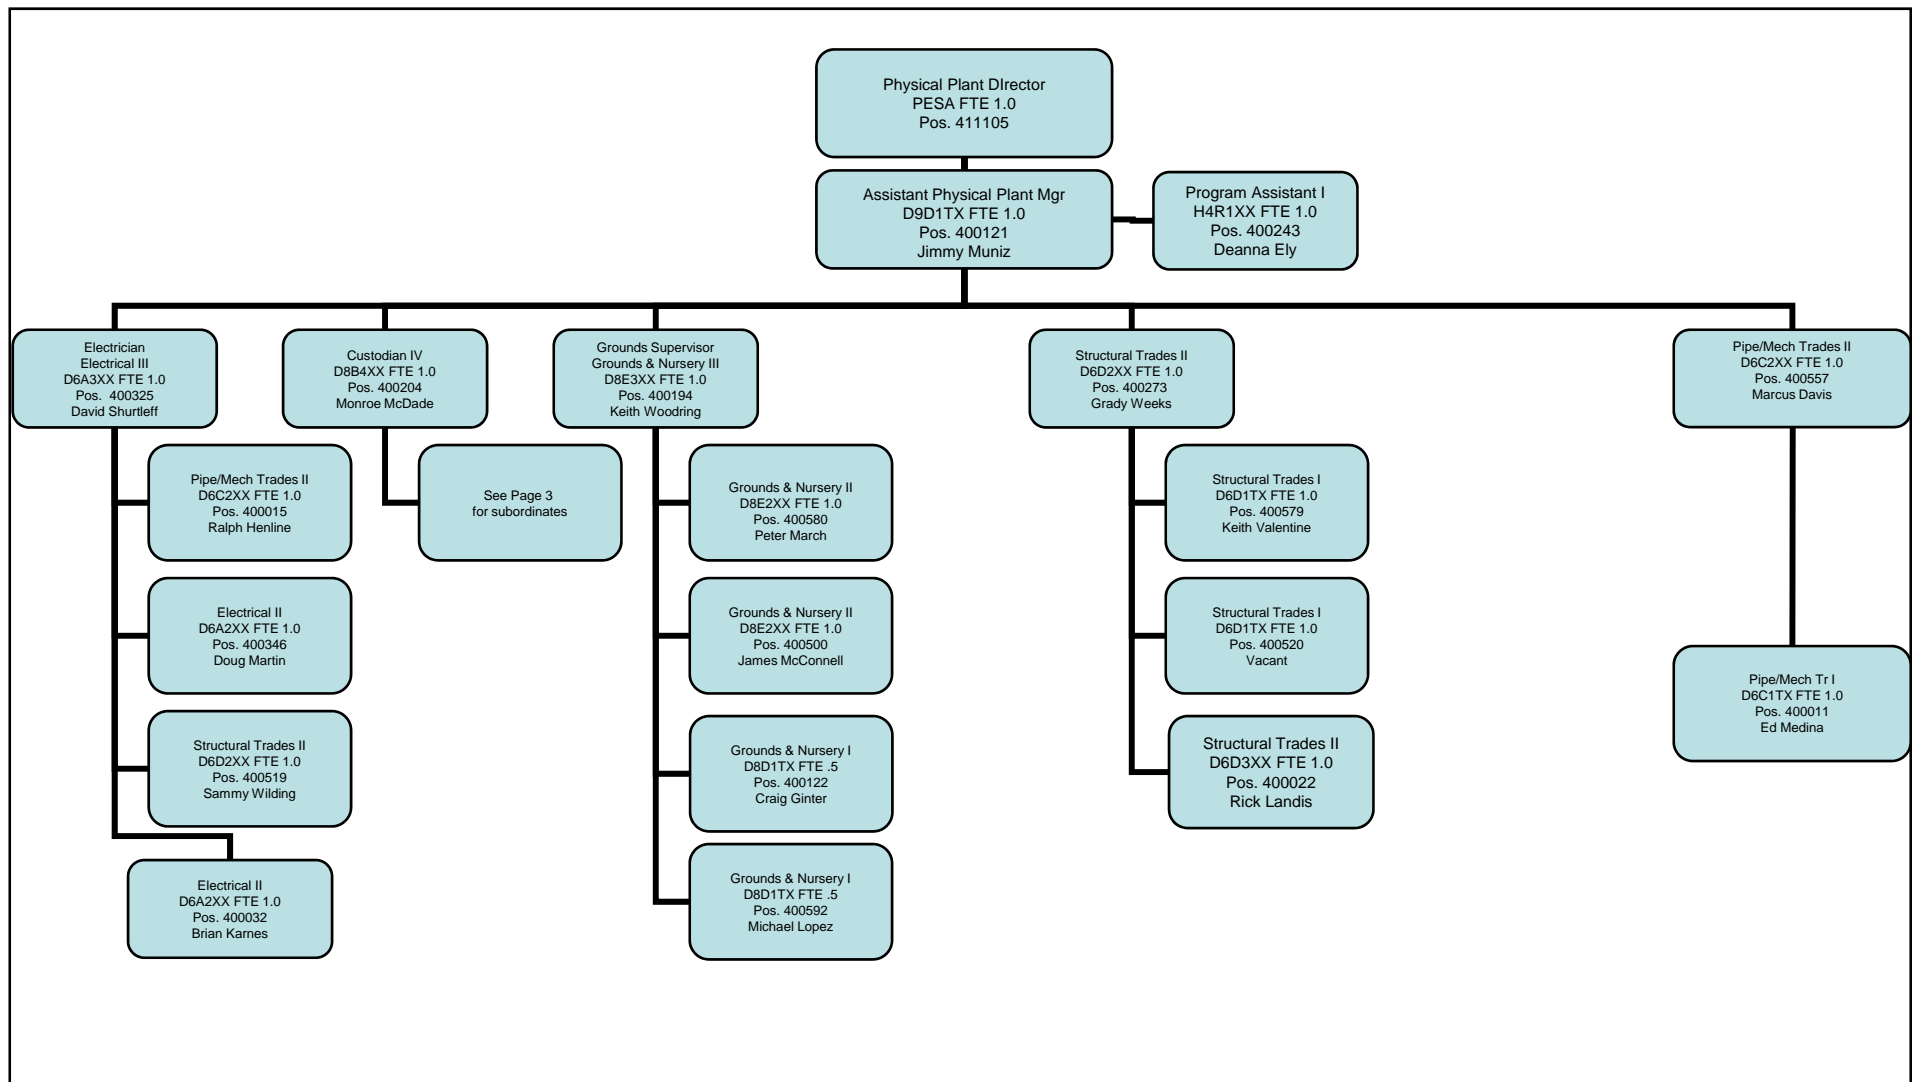 Physical Plant DIrector
PESA FTE 1.0
Pos. 411105
Assistant Physical Plant Mgr
D9D1TX FTE 1.0
Pos. 400121
Jimmy Muniz
Program Assistant I
H4R1XX FTE 1.0
Pos. 400243
Deanna Ely
Electrician
Electrical III
D6A3XX FTE 1.0
Pos. 400325
David Shurtleff
Custodian IV
D8B4XX FTE 1.0
Pos. 400204
Monroe McDade
Grounds Supervisor
Grounds & Nursery III
D8E3XX FTE 1.0
Pos. 400194
Keith Woodring
Structural Trades II
D6D2XX FTE 1.0
Pos. 400273
Grady Weeks
Pipe/Mech Trades II
D6C2XX FTE 1.0
Pos. 400557
Marcus Davis
Pipe/Mech Trades II
D6C2XX FTE 1.0
Pos. 400015
Ralph Henline
Electrical II
D6A2XX FTE 1.0
Pos. 400346
Doug Martin
Structural Trades II
D6D2XX FTE 1.0
Pos. 400519
Sammy Wilding
Electrical II
D6A2XX FTE 1.0
Pos. 400032
Brian Karnes
See Page 3
for subordinates
Grounds & Nursery II
D8E2XX FTE 1.0
Pos. 400580
Peter March
Grounds & Nursery II
D8E2XX FTE 1.0
Pos. 400500
James McConnell
Grounds & Nursery I
D8D1TX FTE .5
Pos. 400122
Craig Ginter
Grounds & Nursery I
D8D1TX FTE .5
Pos. 400592
Michael Lopez
Structural Trades I
D6D1TX FTE 1.0
Pos. 400579
Keith Valentine
Structural Trades I
D6D1TX FTE 1.0
Pos. 400520
Vacant
Structural Trades II
D6D3XX FTE 1.0
Pos. 400022
Rick Landis
Pipe/Mech Tr I
D6C1TX FTE 1.0
Pos. 400011
Ed Medina